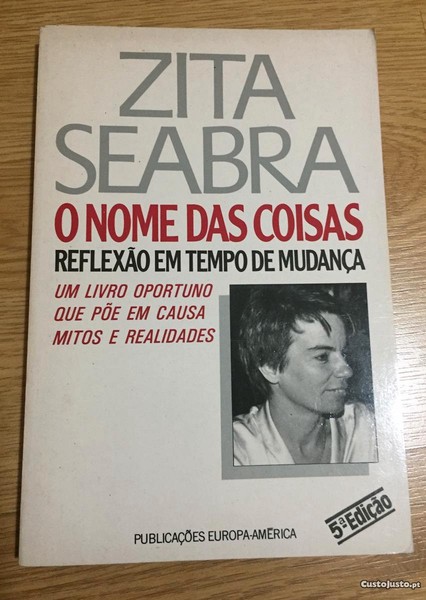 ZITA
SEABRA
O NOME DAS COISAS
REFLEXÃO EM TEMPO DE MUDANÇA
UM LIVRO OPORTUNO
QUE PÕE EM CAUSA
MITOS E REALIDADES
5ª Edição
PUBLICAÇÕES EUROPA-AMÉRICA
CustoJusto.pt